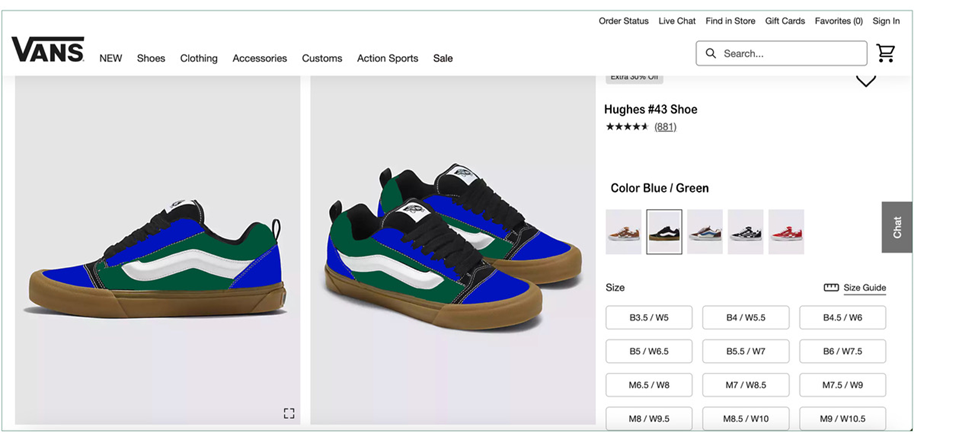 Order Status Live Chat Find in Store Gift Cards Favorites (0) Sign In
VANS NEW Shoes Clothing Accessories Customs Action Sports Sale Search...
Extra 30% Off
Hughes #43 Shoe
(881)
Color Blue / Green
Chat
Size Size Guide
B3.5 / W5 B4 / W5.5 B4.5 / W6
B5 / W6.5 B5.5 / W7 B6 / W7.5
M6.5 / W8 M7 / W8.5 M7.5 / W9
M8 / W9.5 M8.5 / W10 M9 / W10.5